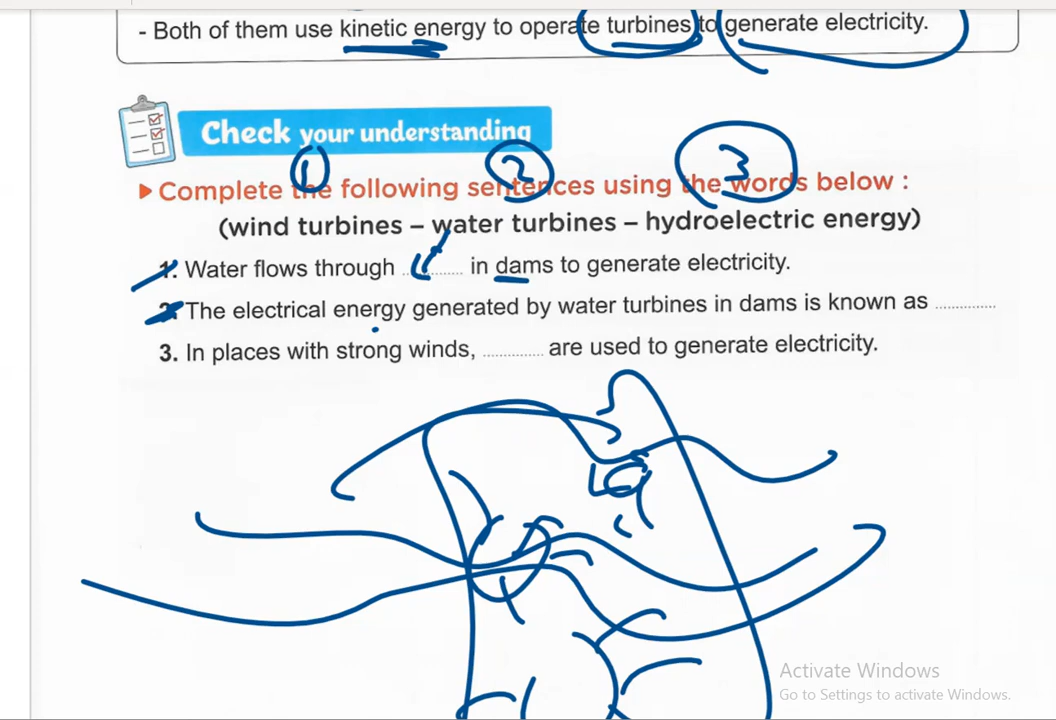 - Both of them use kinetic energy to operate turbines to generate electricity.
Check your understanding
1 2 3
Complete the following sentences using the words below :
(wind turbines – water turbines – hydroelectric energy)
1. Water flows through .............. in dams to generate electricity.
2. The electrical energy generated by water turbines in dams is known as ..............
3. In places with strong winds, .............. are used to generate electricity.
Activate Windows
Go to Settings to activate Windows.